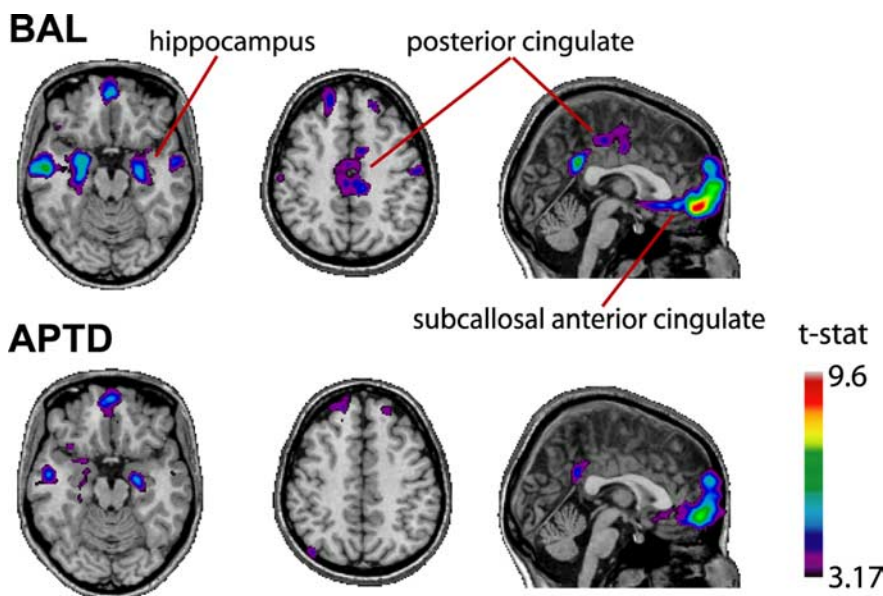 BAL
hippocampus
posterior cingulate
subcallosal anterior cingulate
APTD
t-stat
9.6
3.17